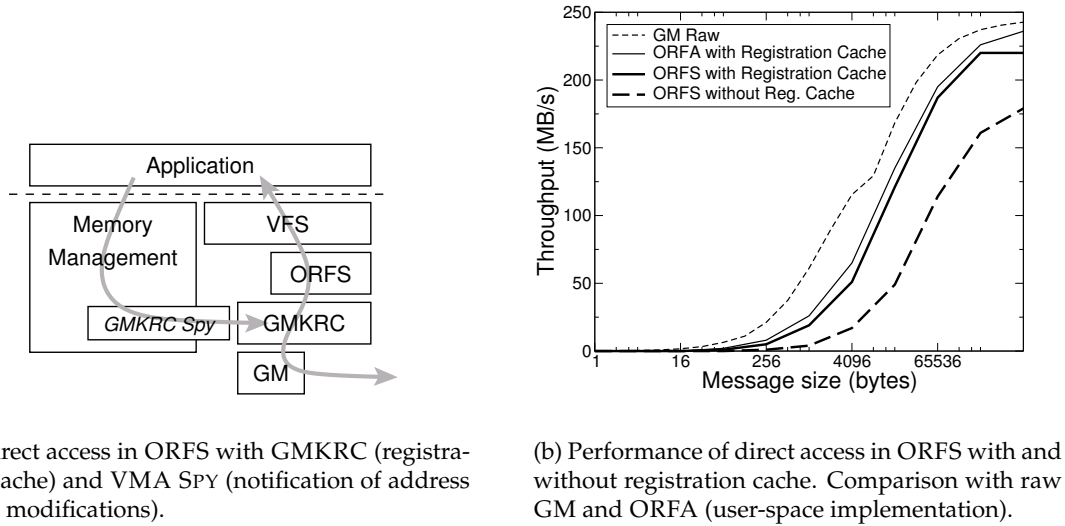 Application
Memory
Management
VFS
ORFS
GMKRC Spy
GMKRC
GM
rect access in ORFS with GMKRC (registra-
ache) and VMA SPY (notification of address
modifications).
250
200
150
100
50
0
Throughput (MB/s)
GM Raw
ORFA with Registration Cache
ORFS with Registration Cache
ORFS without Reg. Cache
1 16 256 4096 65536
Message size (bytes)
(b) Performance of direct access in ORFS with and
without registration cache. Comparison with raw
GM and ORFA (user-space implementation).